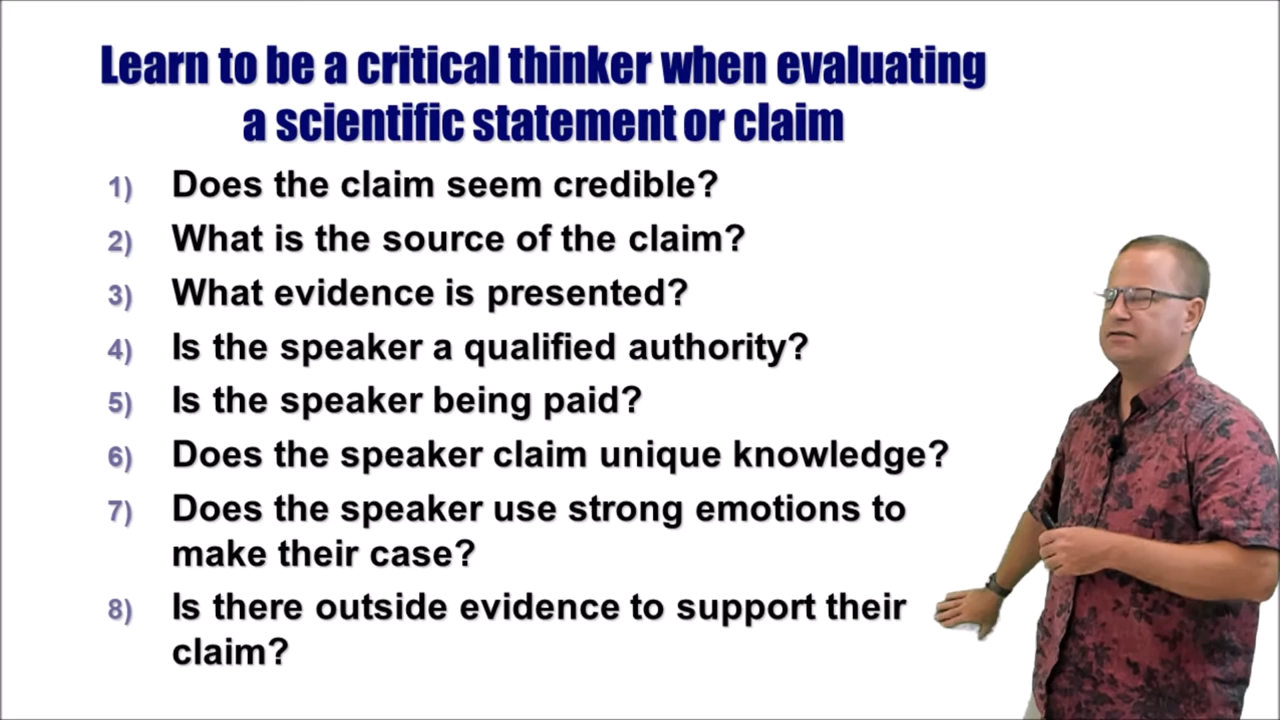 Learn to be a critical thinker when evaluating
a scientific statement or claim
1) Does the claim seem credible?
2) What is the source of the claim?
3) What evidence is presented?
4) Is the speaker a qualified authority?
5) Is the speaker being paid?
6) Does the speaker claim unique knowledge?
7) Does the speaker use strong emotions to
make their case?
8) Is there outside evidence to support their
claim?